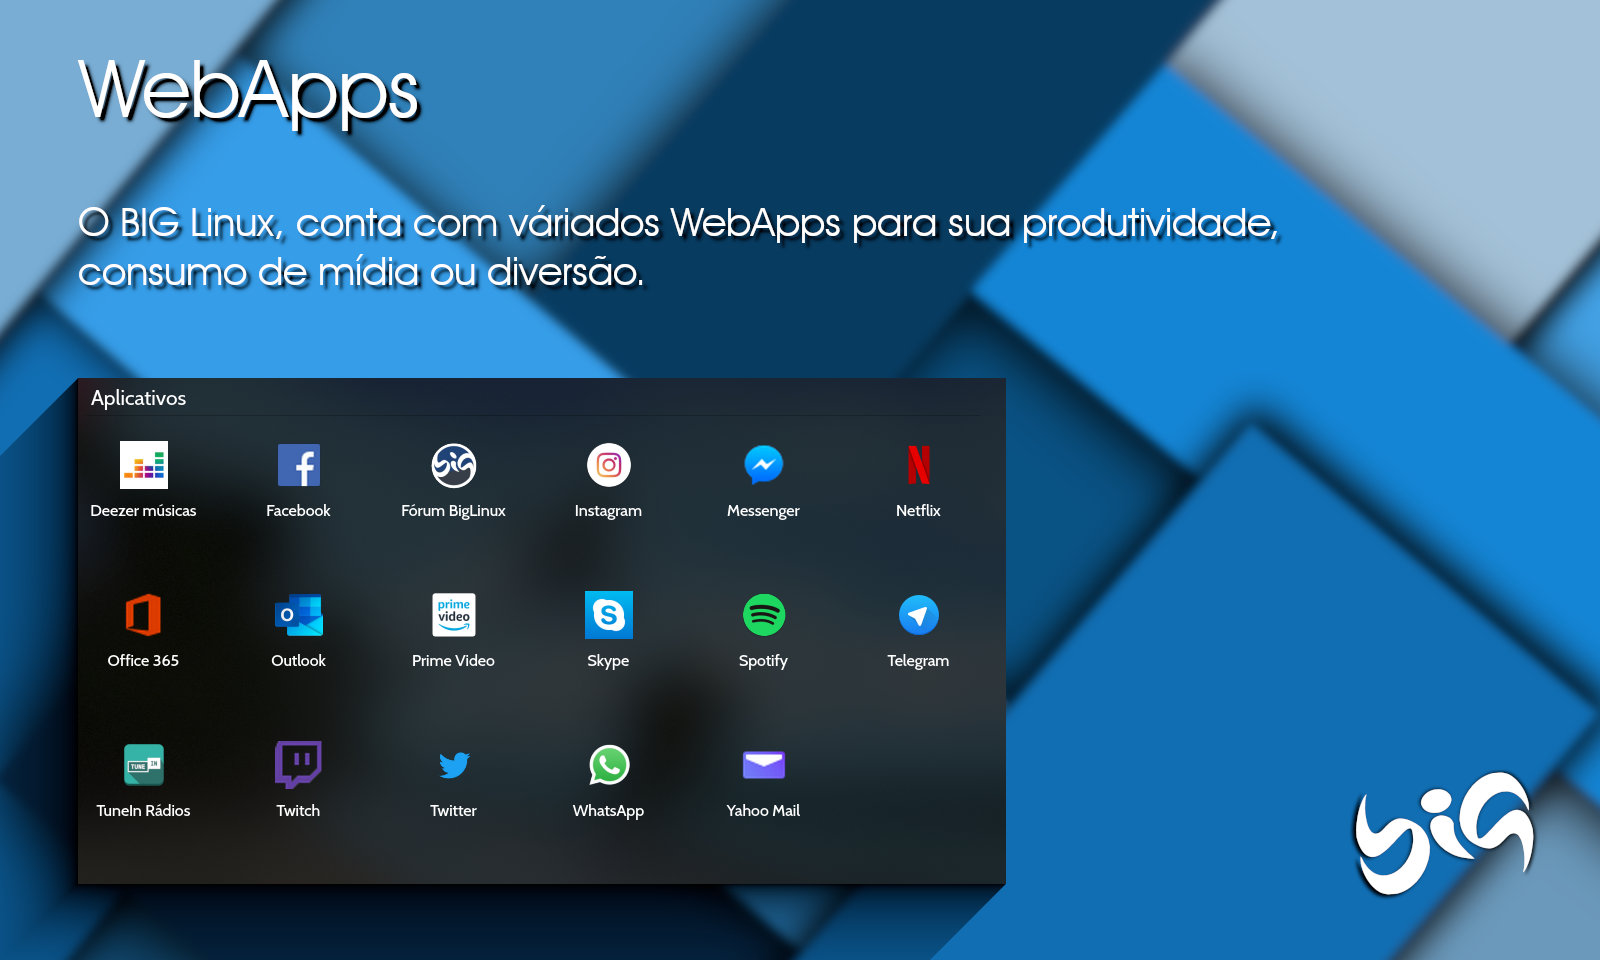 WebApps
O BIG Linux, conta com váriados WebApps para sua produtividade,
consumo de mídia ou diversão.
Aplicativos
Deezer músicas
Facebook
Fórum BigLinux
Instagram
Messenger
Netflix
prime
video
Office 365
Outlook
Prime Video
Skype
Spotify
Telegram
TUNE IN
TuneIn Rádios
Twitch
Twitter
WhatsApp
Yahoo Mail
big